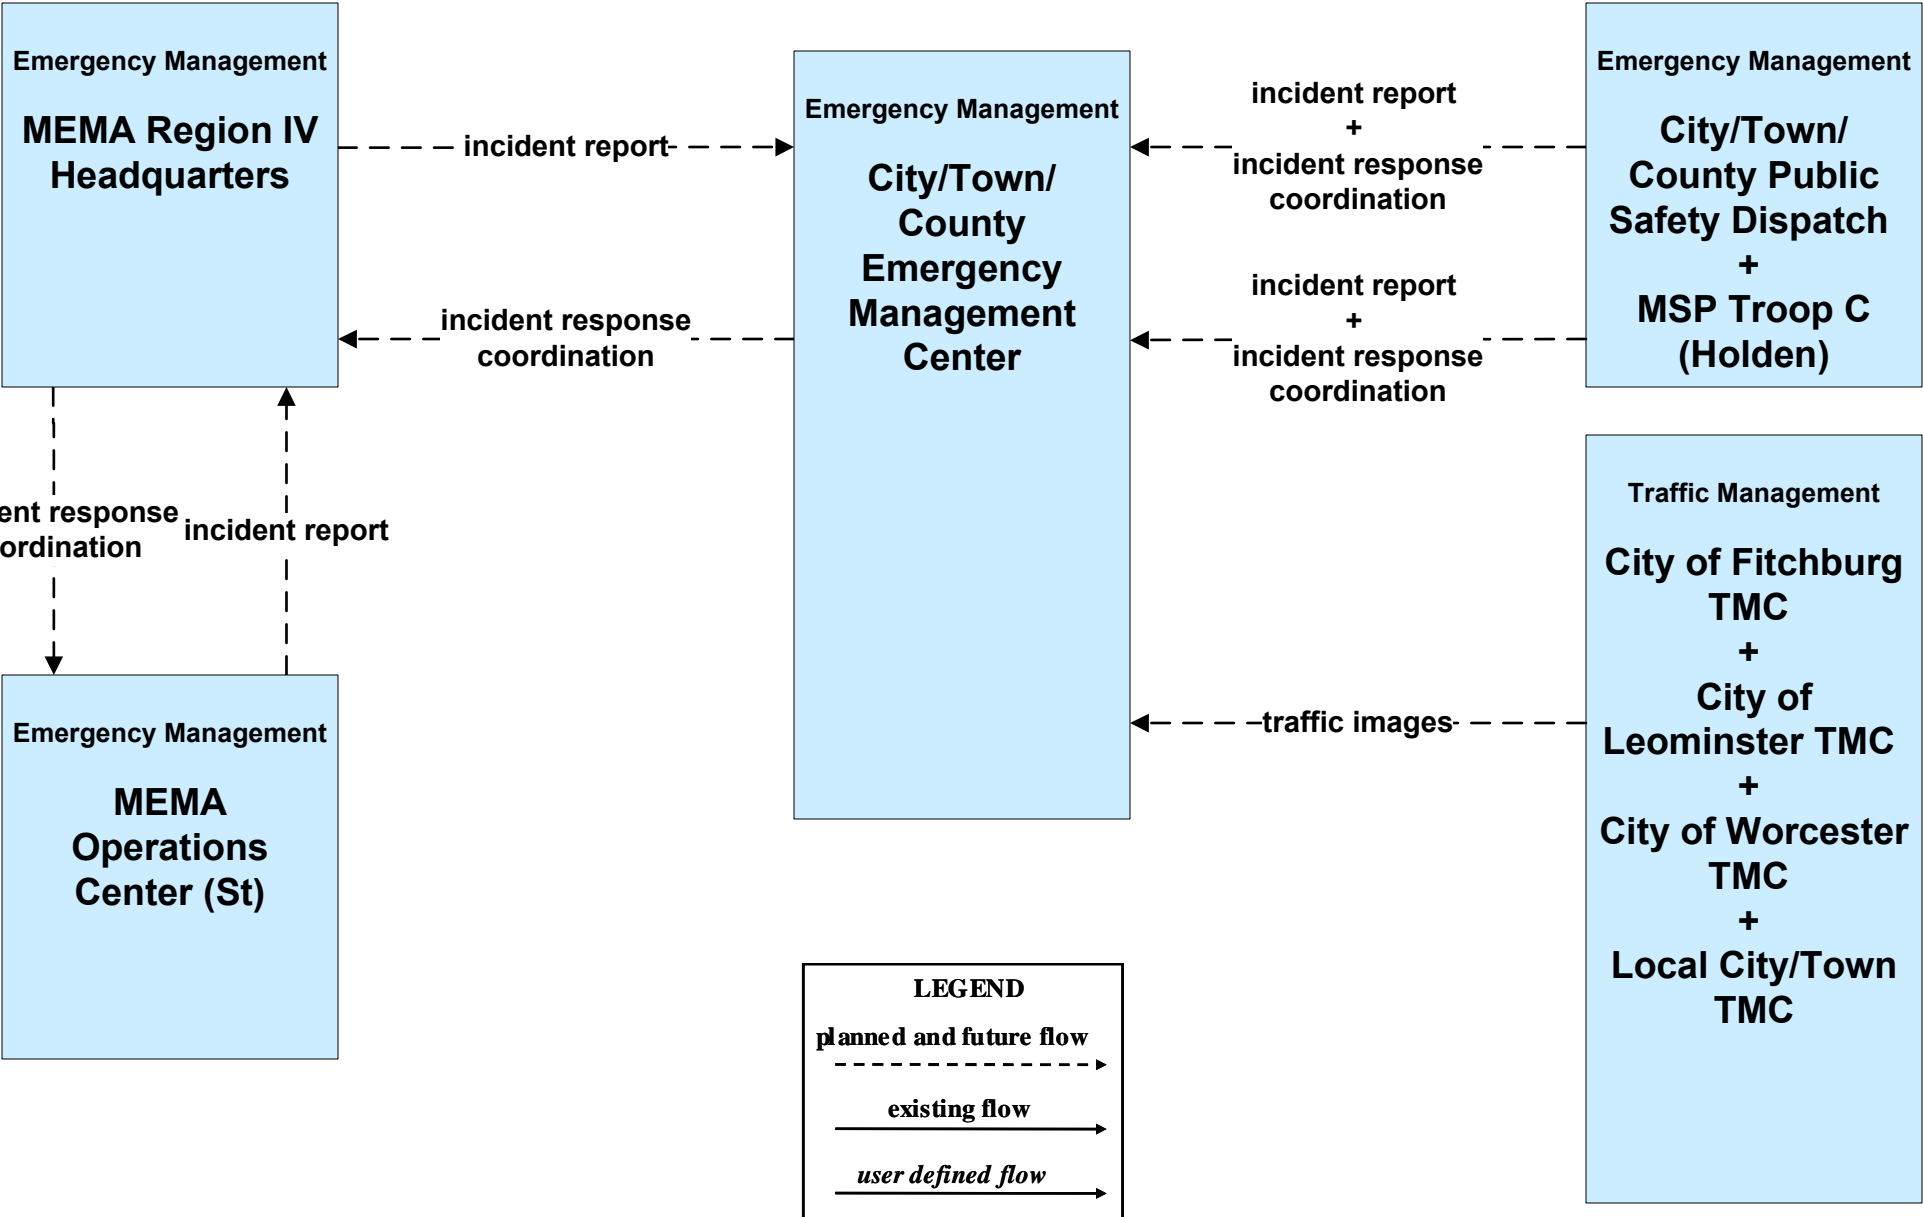 Emergency Management
MEMA Region IV
Headquarters
incident report
incident response
coordination
Emergency Management
City/Town/
County
Emergency
Management
Center
incident report
+
incident response
coordination
incident report
+
incident response
coordination
Emergency Management
City/Town/
County Public
Safety Dispatch
+
MSP Troop C
(Holden)
ent response
ordination
incident report
Emergency Management
MEMA
Operations
Center (St)
traffic images
Traffic Management
City of Fitchburg
TMC
+
City of
Leominster TMC
+
City of Worcester
TMC
+
Local City/Town
TMC
LEGEND
planned and future flow
existing flow
user defined flow